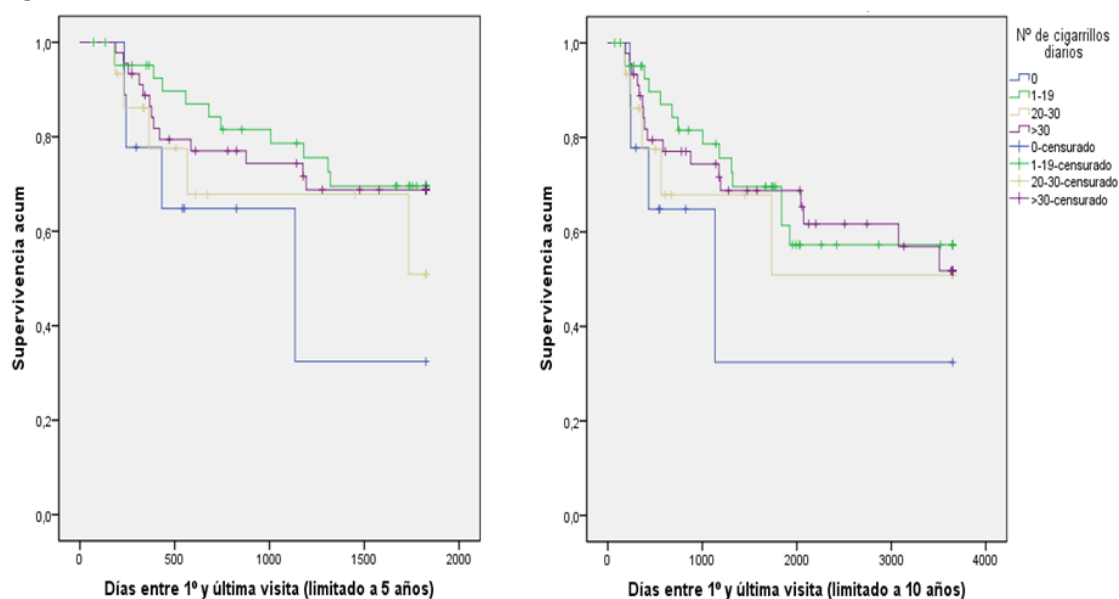 1,0
0,8
0,6
0,4
0,2
0,0
Supervivencia acum
0 500 1000 1500 2000
Días entre 1º y última visita (limitado a 5 años)
1,0
0,8
0,6
0,4
0,2
0,0
Supervivencia acum
0 1000 2000 3000 4000
Días entre 1º y última visita (limitado a 10 años)
Nº de cigarrillos
diarios
0
1-19
20-30
>30
0-censurado
1-19-censurado
20-30-censurado
>30-censurado